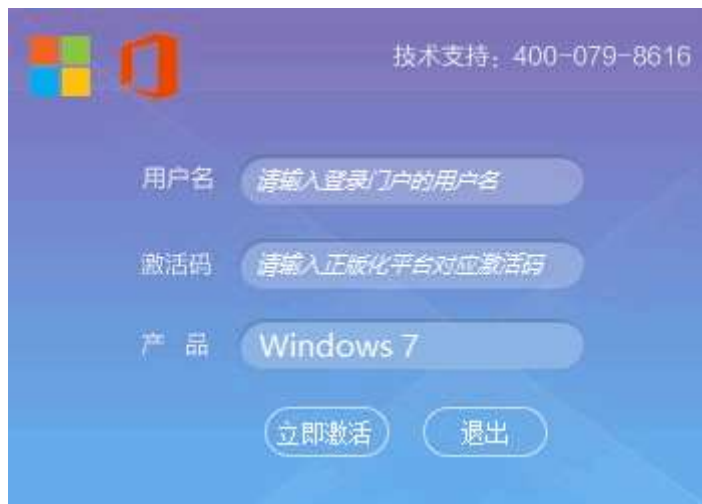 技术支持：400-079-8616
用户名 请输入登录门户的用户名
激活码 请输入正版化平台对应激活码
产 品 Windows 7
立即激活 退出